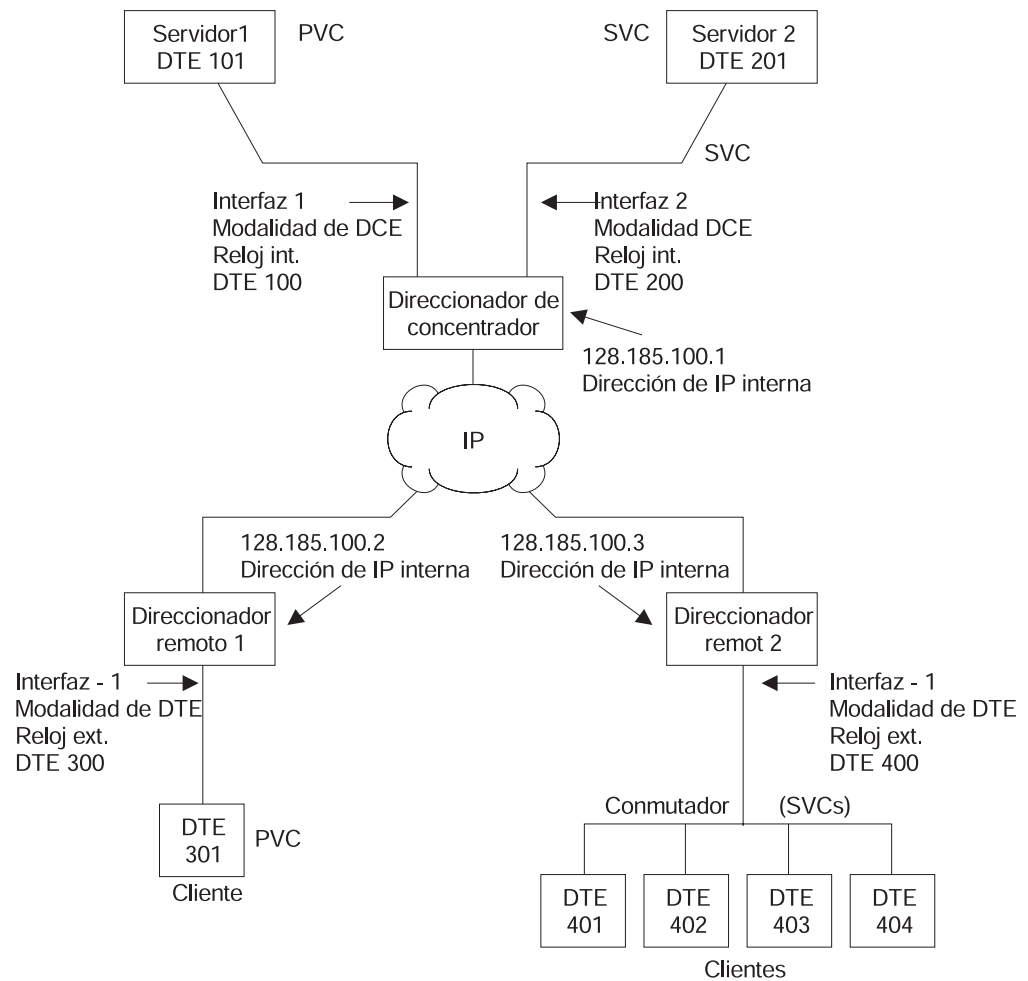 Servidor1
DTE 101
PVC
SVC
Servidor 2
DTE 201
SVC
Interfaz 1
Modalidad de DCE
Reloj int.
DTE 100
Interfaz 2
Modalidad DCE
Reloj int.
DTE 200
Direccionador de
concentrador
128.185.100.1
Dirección de IP interna
IP
128.185.100.2
Dirección de IP interna
128.185.100.3
Dirección de IP interna
Direccionador
remoto 1
Direccionador
remot 2
Interfaz - 1
Modalidad de DTE
Reloj ext.
DTE 300
Interfaz - 1
Modalidad de DTE
Reloj ext.
DTE 400
DTE
301
PVC
Cliente
Conmutador
(SVCs)
DTE
401
DTE
402
DTE
403
DTE
404
Clientes